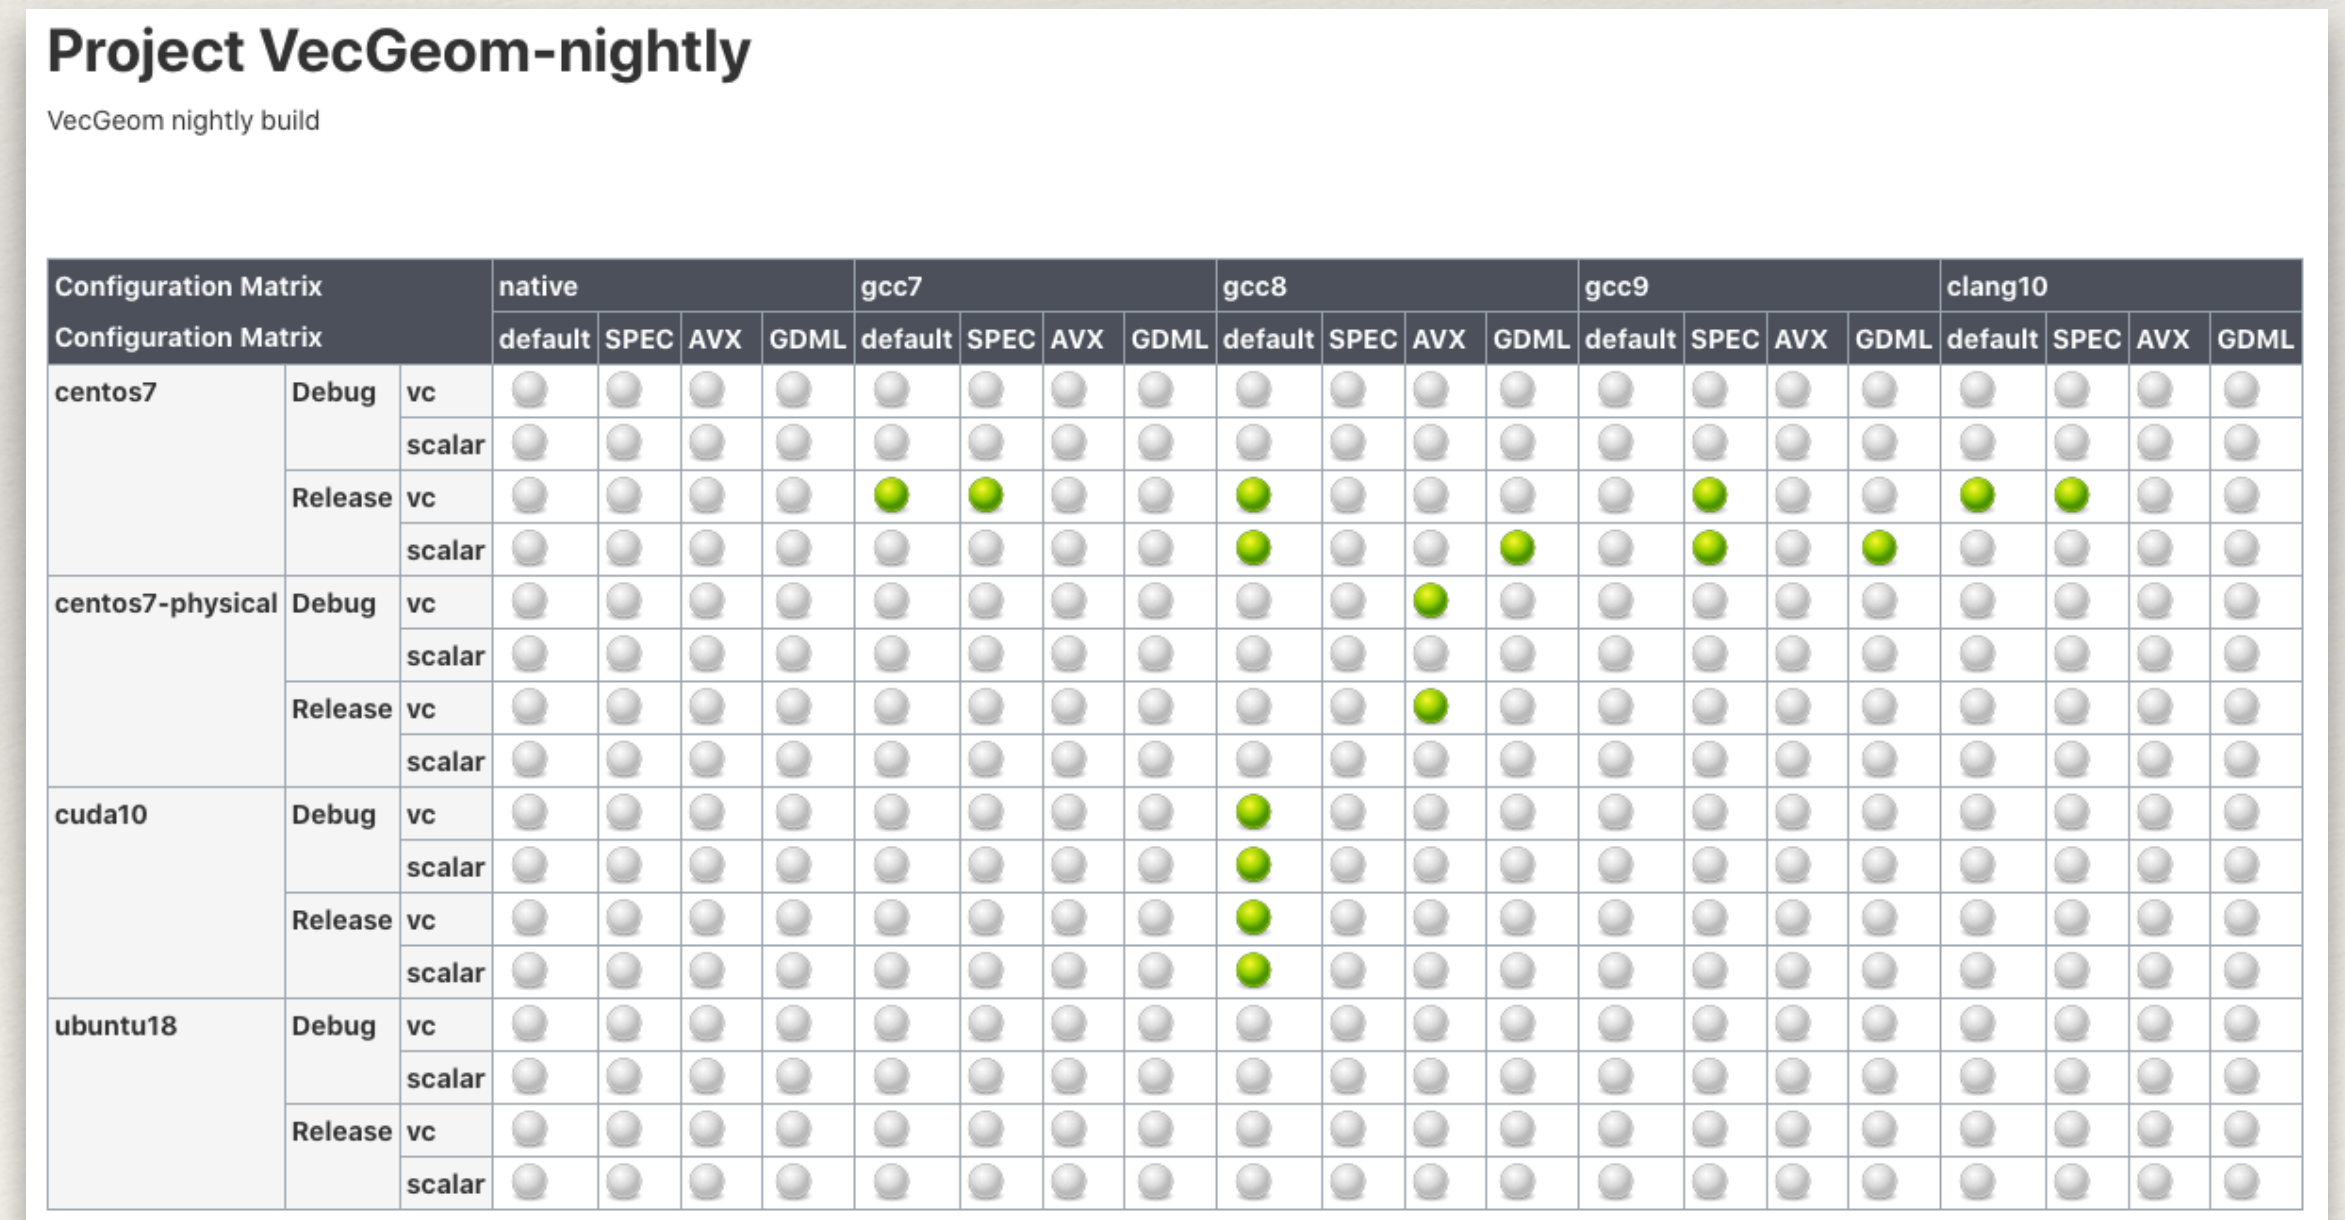 Project VecGeom-nightly
VecGeom nightly build
Configuration Matrix native gcc7 gcc8 gcc9 clang10
Configuration Matrix default SPEC AVX GDML default SPEC AVX GDML default SPEC AVX GDML default SPEC AVX GDML default SPEC AVX GDML
centos7 Debug vc
scalar
Release vc
scalar
centos7-physical Debug vc
scalar
Release vc
scalar
cuda10 Debug vc
scalar
Release vc
scalar
ubuntu18 Debug vc
scalar
Release vc
scalar